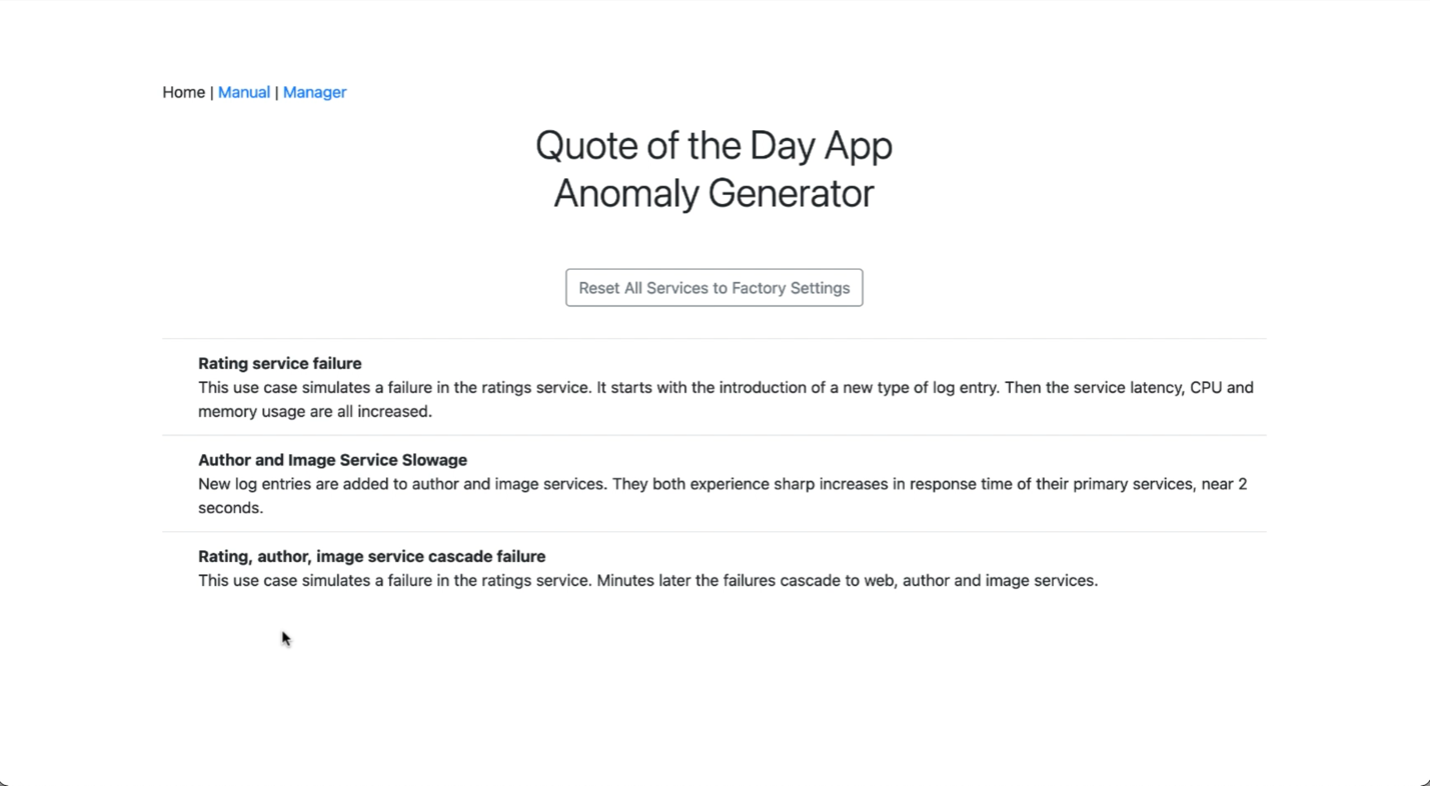 Home | Manual | Manager
Quote of the Day App
Anomaly Generator
Reset All Services to Factory Settings
Rating service failure
This use case simulates a failure in the ratings service. It starts with the introduction of a new type of log entry. Then the service latency, CPU and
memory usage are all increased.
Author and Image Service Slowage
New log entries are added to author and image services. They both experience sharp increases in response time of their primary services, near 2
seconds.
Rating, author, image service cascade failure
This use case simulates a failure in the ratings service. Minutes later the failures cascade to web, author and image services.